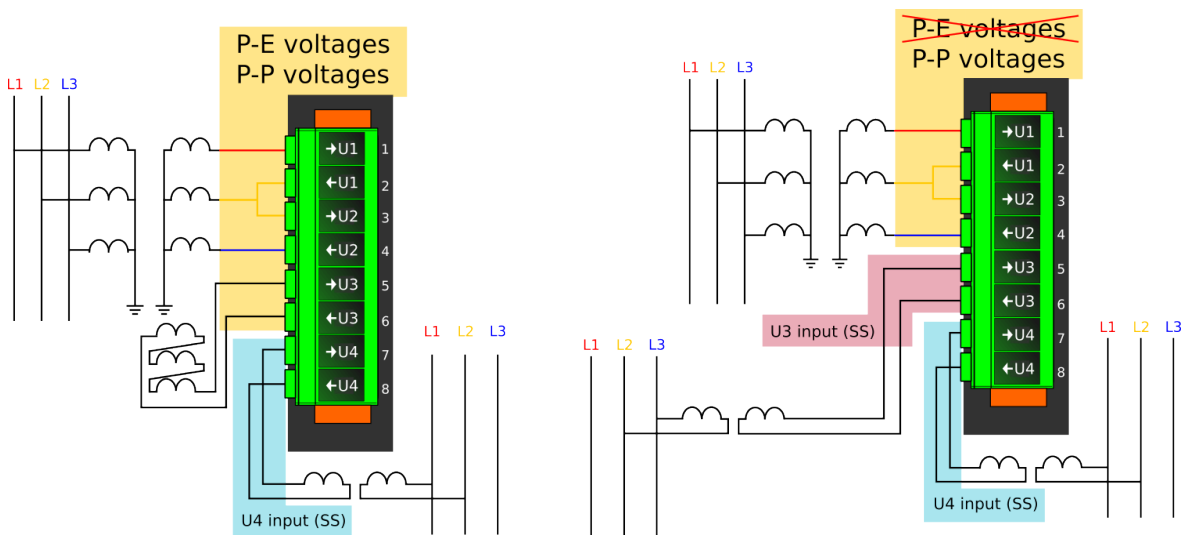 P-E voltages
P-P voltages
L1 L2 L3
→U1 1
←U1 2
→U2 3
←U2 4
→U3 5
←U3 6
→U4 7
←U4 8
L1 L2 L3
U4 input (SS)
P-E voltages
P-P voltages
L1 L2 L3
→U1 1
←U1 2
→U2 3
←U2 4
→U3 5
←U3 6
→U4 7
←U4 8
U3 input (SS)
L1 L2 L3
L1 L2 L3
U4 input (SS)